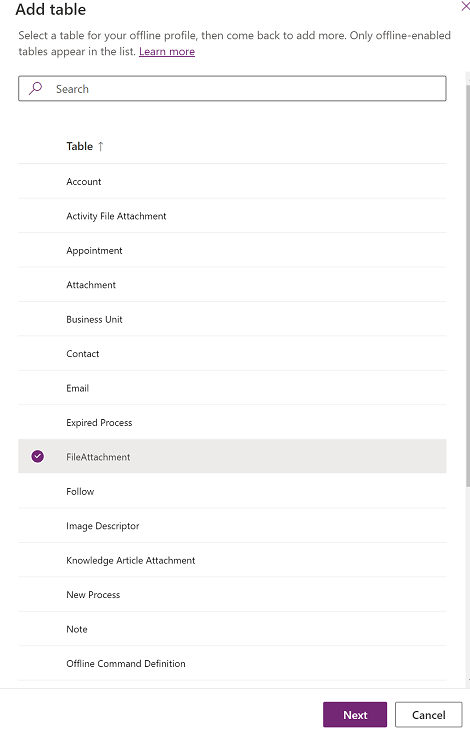 Add table
Select a table for your offline profile, then come back to add more. Only offline-enabled
tables appear in the list. Learn more
Search
Table ↑
Account
Activity File Attachment
Appointment
Attachment
Business Unit
Contact
Email
Expired Process
FileAttachment
Follow
Image Descriptor
Knowledge Article Attachment
New Process
Note
Offline Command Definition
Next Cancel